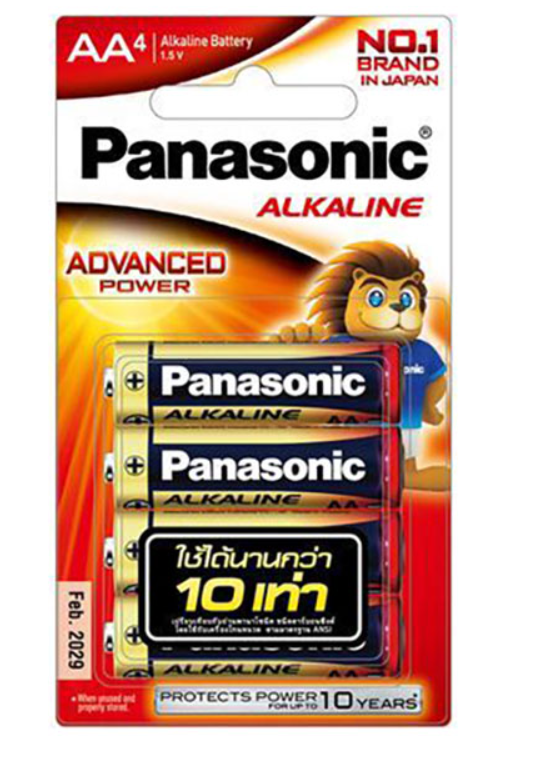 AA4 Alkaline Battery
1.5 V
NO.1
BRAND
IN JAPAN
Panasonic®
ALKALINE
ADVANCED
POWER
Panasonic
ALKALINE AA
Panasonic
ALKALINE
ใช้ได้นานกว่า
10 เท่า
ALKALINE
Feb. 2029
• When unused and
properly stored.
PROTECTS POWER
FOR UP TO 10 YEARS*